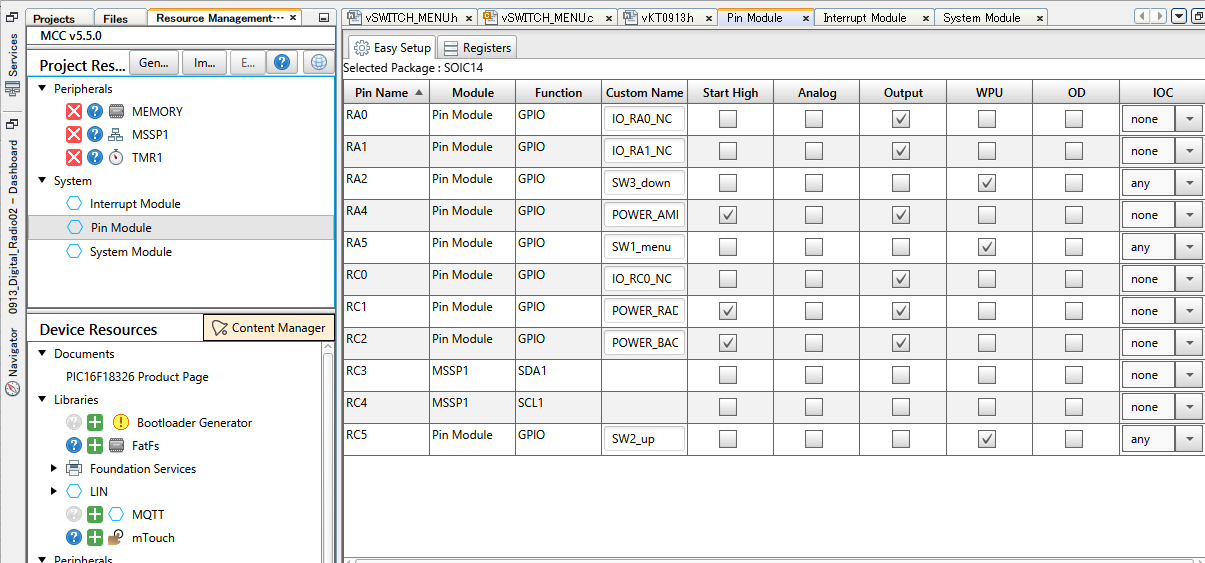 Services
0913_Digital_Radio02 - Dashboard
Navigator
Projects Files Resource Management··· ×
MCC v5.5.0
Project Res... Gen... Im... E... ?
Peripherals
MEMORY
MSSP1
TMR1
System
Interrupt Module
Pin Module
System Module
Device Resources Content Manager
Documents
PIC16F18326 Product Page
Libraries
Bootloader Generator
FatFs
Foundation Services
LIN
MQTT
mTouch
Peripherals
vSWITCH_MENU.h × vSWITCH_MENU.c × vKT0913.h × Pin Module × Interrupt Module × System Module ×
Easy Setup Registers
Selected Package : SOIC14
Pin Name Module Function Custom Name Start High Analog Output WPU OD IOC
RA0 Pin Module GPIO IO_RA0_NC none
RA1 Pin Module GPIO IO_RA1_NC none
RA2 Pin Module GPIO SW3_down any
RA4 Pin Module GPIO POWER_AMI none
RA5 Pin Module GPIO SW1_menu any
RC0 Pin Module GPIO IO_RC0_NC none
RC1 Pin Module GPIO POWER_RAD none
RC2 Pin Module GPIO POWER_BAC none
RC3 MSSP1 SDA1 none
RC4 MSSP1 SCL1 none
RC5 Pin Module GPIO SW2_up any